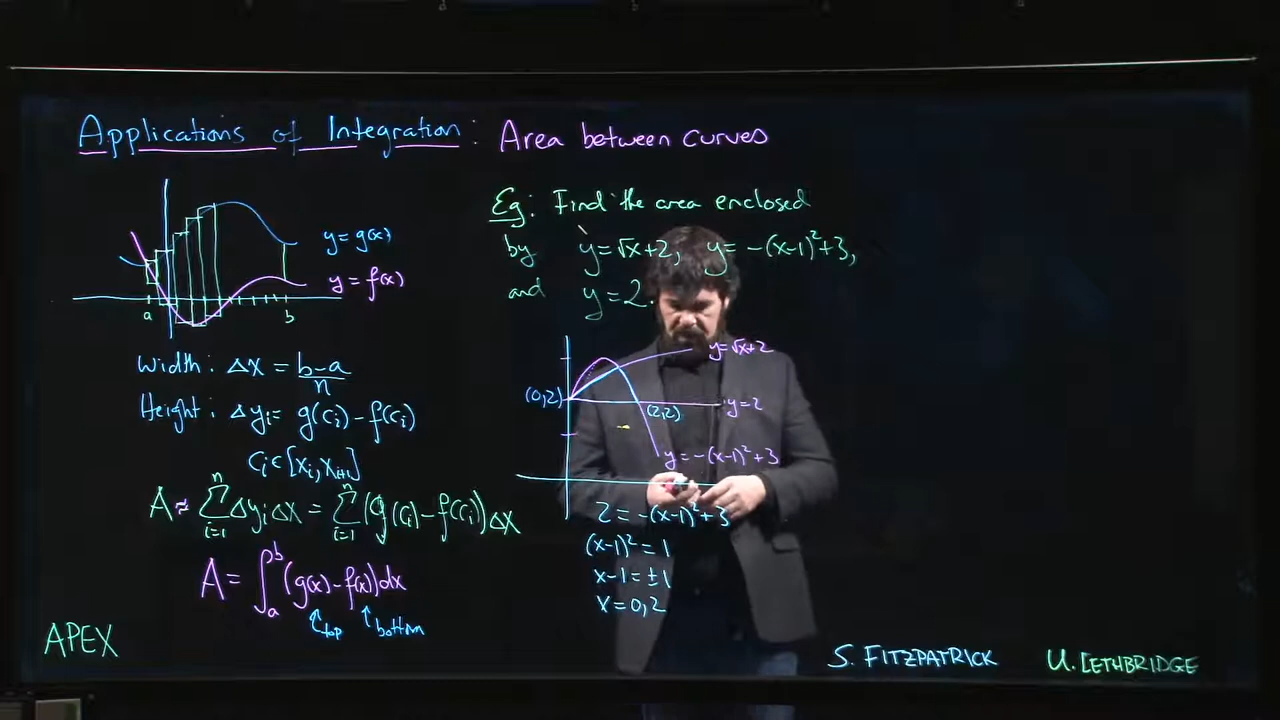 Applications of Integration: Area between curves
y=g(x)
y=f(x)
a
b
Width: Δx = b-a/n
Height: Δyi = g(ci)-f(ci)
ci∈[xi, xi+1]
A≈ n∑i=1 Δyi Δx = n∑i=1 (g(ci)-f(ci))Δx
A= ∫ab (g(x)-f(x))dx
top
bottom
APEX
Eg: Find the area enclosed
by y=√x+2, y=-(x-1)²+3,
and y=2.
y=√x+2
(0,2)
y=2
(2,2)
y=-(x-1)²+3
2=-(x-1)²+3
(x-1)²=1
x-1=±1
x=0,2
S. FITZPATRICK
U. LETHBRIDGE